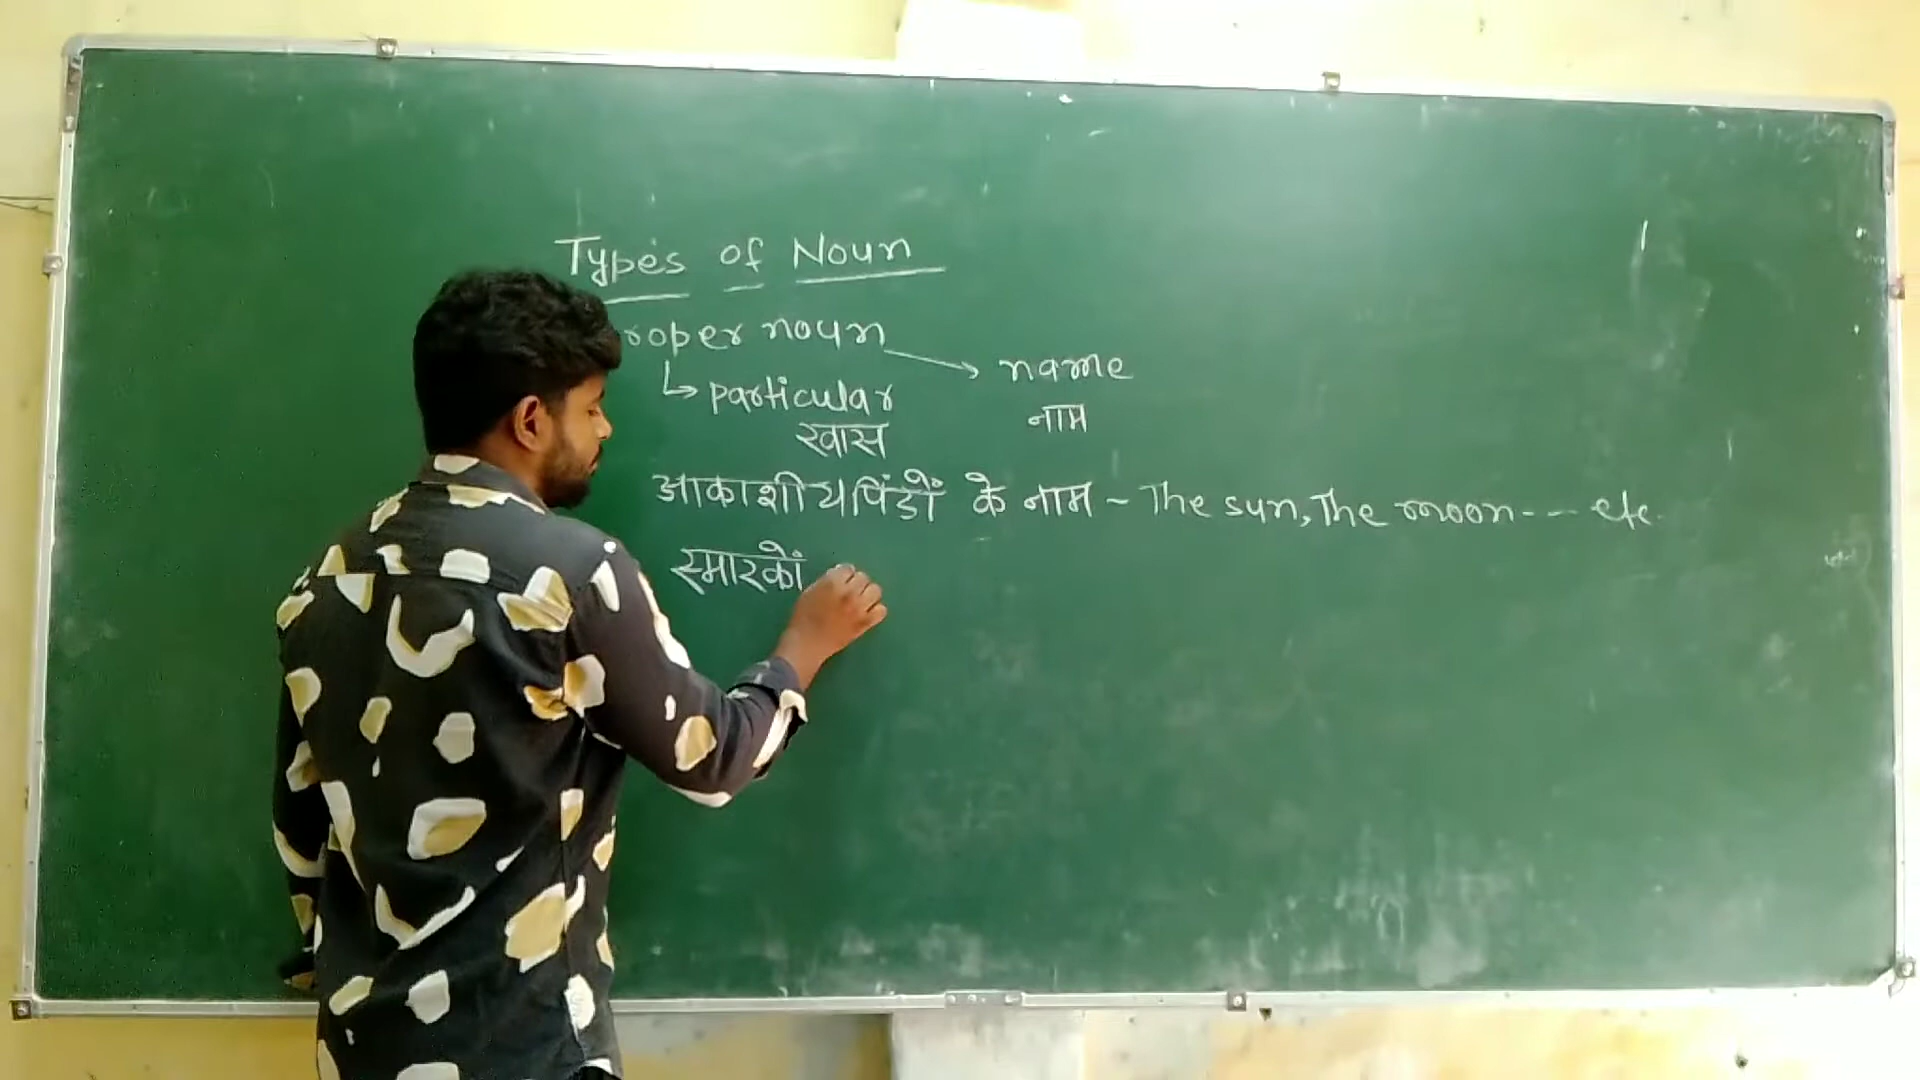 Types of Noun
roper noun → name
↳ particular नाम
खास
आकाशीयपिंडों के नाम - The sun, The moon --- etc.
स्मारकों